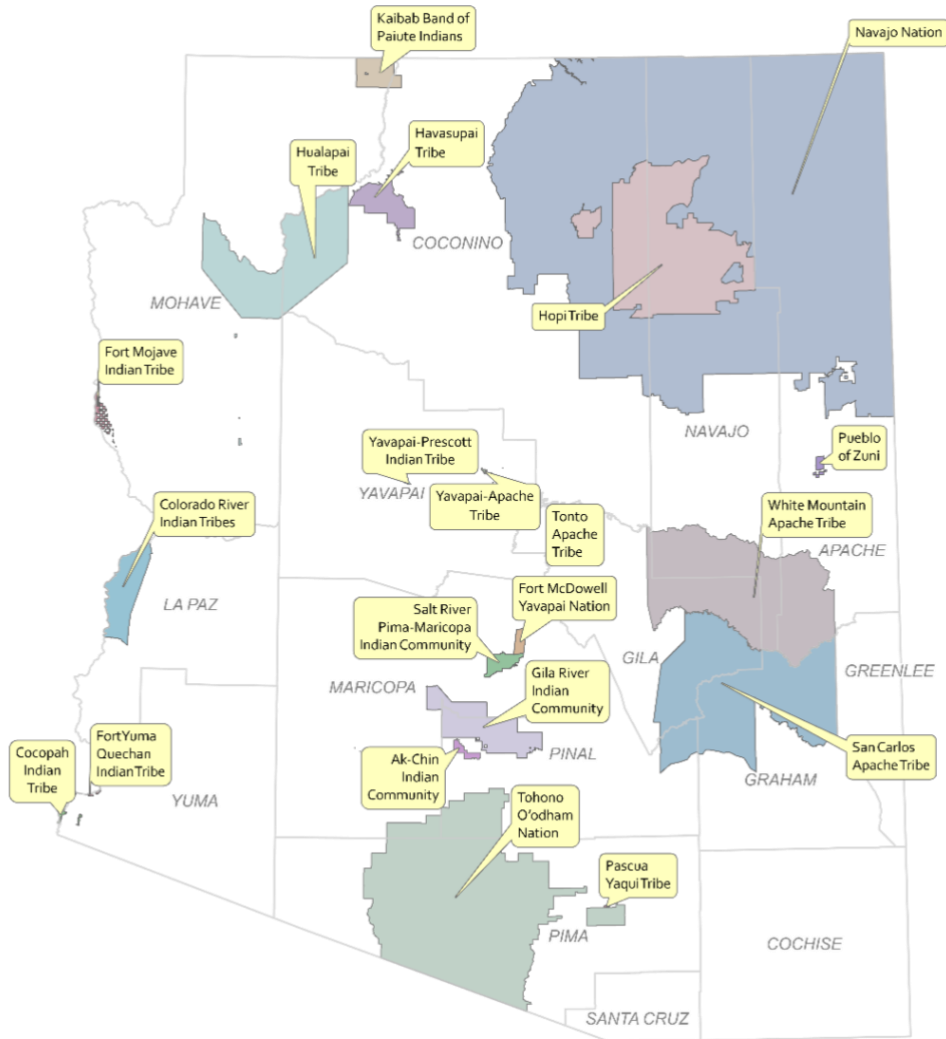 Kaibab Band of
Paiute Indians
Navajo Nation
Havasupai
Tribe
Hualapai
Tribe
COCONINO
MOHAVE
Hopi Tribe
Fort Mojave
Indian Tribe
NAVAJO
Pueblo
of Zuni
Yavapai-Prescott
Indian Tribe
YAVAPAI
Yavapai-Apache
Tribe
Colorado River
Indian Tribes
White Mountain
Apache Tribe
Tonto
Apache
Tribe
APACHE
LA PAZ
Fort McDowell
Yavapai Nation
Salt River
Pima-Maricopa
Indian Community
GILA
GREENLEE
MARICOPA
Gila River
Indian
Community
PINAL
San Carlos
Apache Tribe
Ak-Chin
Indian
Community
GRAHAM
Cocopah
Indian
Tribe
Fort Yuma
Quechan
Indian Tribe
YUMA
Tohono
O'odham
Nation
Pascua
Yaqui Tribe
PIMA
COCHISE
SANTA CRUZ